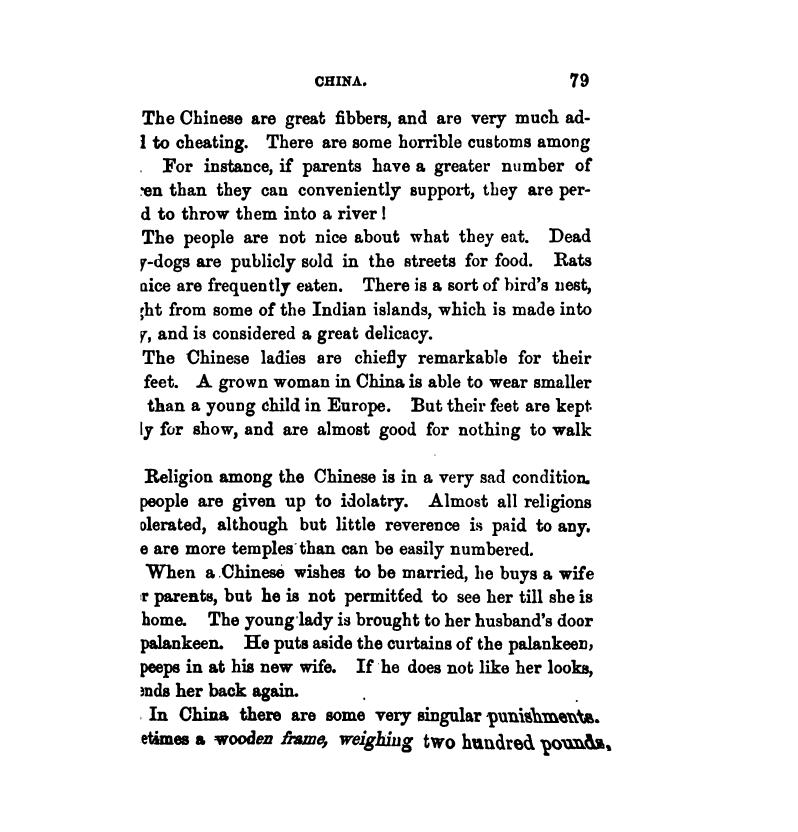 CHINA. 79
The Chinese are great fibbers, and are very much ad-
l to cheating. There are some horrible customs among
For instance, if parents have a greater number of
en than they can conveniently support, they are per-
d to throw them into a river!
The people are not nice about what they eat. Dead
y-dogs are publicly sold in the streets for food. Rats
nice are frequently eaten. There is a sort of bird's nest,
ght from some of the Indian islands, which is made into
y, and is considered a great delicacy.
The Chinese ladies are chiefly remarkable for their
feet. A grown woman in China is able to wear smaller
than a young child in Europe. But their feet are kept
ly for show, and are almost good for nothing to walk
Religion among the Chinese is in a very sad condition.
people are given up to idolatry. Almost all religions
olerated, although but little reverence is paid to any.
e are more temples than can be easily numbered.
When a Chinese wishes to be married, he buys a wife
r parents, but he is not permitted to see her till she is
home. The young lady is brought to her husband's door
palankeen. He puts aside the curtains of the palankeen,
peeps in at his new wife. If he does not like her looks,
ends her back again.
In China there are some very singular punishments.
etimes a wooden frame, weighing two hundred pounds,